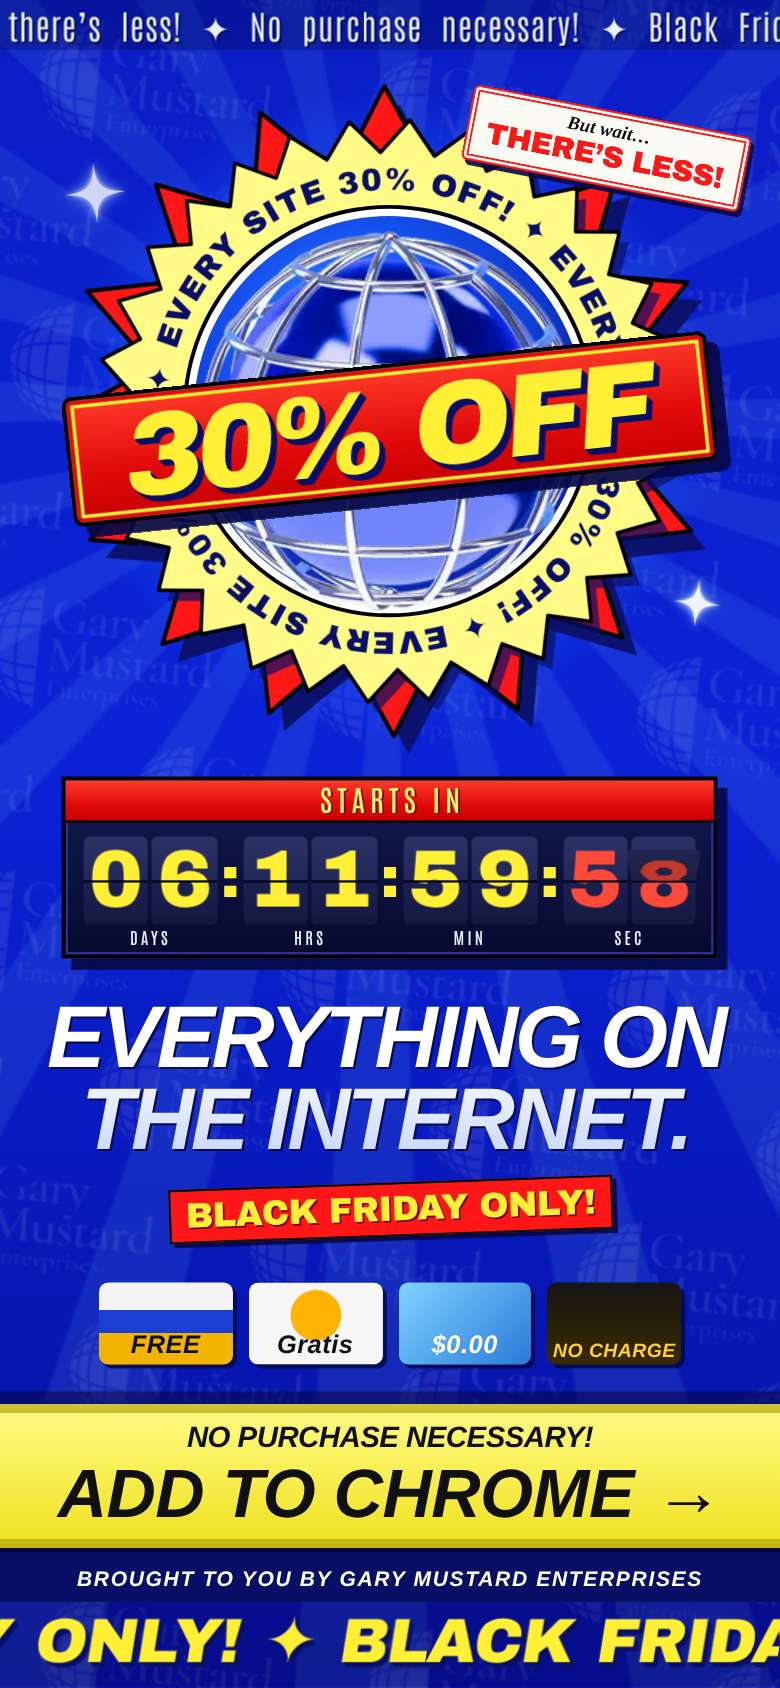 there’s less! ✦ No purchase necessary! ✦ Black
But wait…
THERE’S LESS!
EVERY SITE 30% OFF! ✦
30% OFF! ✦ EVERY SITE
30% OFF
STARTS IN
06:11:59:58
DAYS HRS MIN SEC
EVERYTHING ON
THE INTERNET.
BLACK FRIDAY ONLY!
FREE Gratis $0.00 NO CHARGE
NO PURCHASE NECESSARY!
ADD TO CHROME →
BROUGHT TO YOU BY GARY MUSTARD ENTERPRISES
ONLY! ✦ BLACK
Gary
Mustard
Enterprises